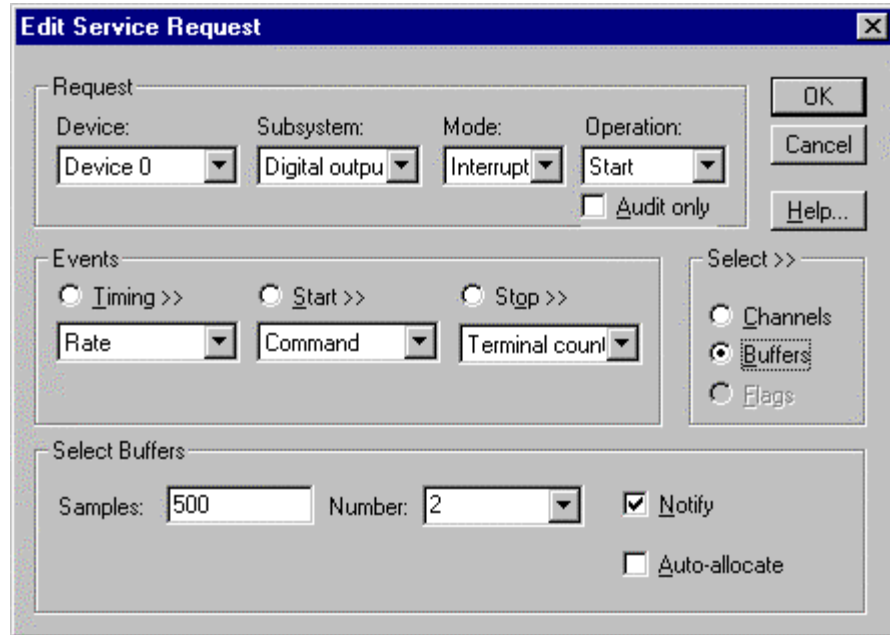 Edit Service Request
Request
OK
Device: Subsystem: Mode: Operation:
Device 0 Digital outpu Interrupt Start
Cancel
Audit only
Help...
Events
Select >>
Timing >> Start >> Stop >>
Channels
Rate Command Terminal count
Buffers
Flags
Select Buffers
Samples: 500 Number: 2 Notify
Auto-allocate